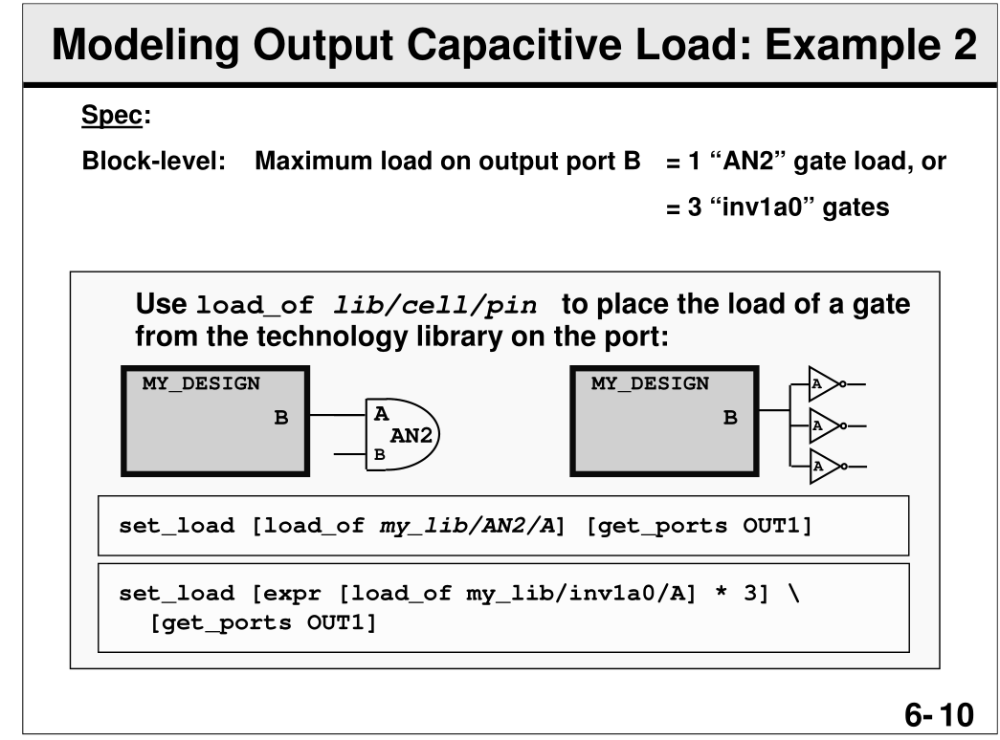 Modeling Output Capacitive Load: Example 2
Spec:
Block-level: Maximum load on output port B = 1 “AN2” gate load, or
= 3 “inv1a0” gates
Use load_of lib/cell/pin to place the load of a gate
from the technology library on the port:
MY_DESIGN
B
A
AN2
B
MY_DESIGN
B
A
A
A
set_load [load_of my_lib/AN2/A] [get_ports OUT1]
set_load [expr [load_of my_lib/inv1a0/A] * 3] \
[get_ports OUT1]
6-10